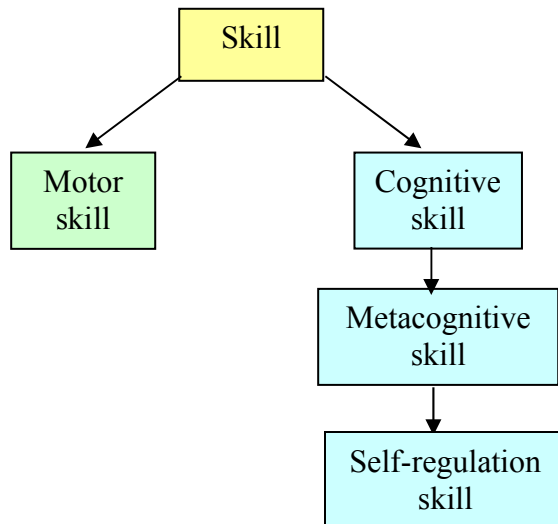 Skill
Motor
skill
Cognitive
skill
Metacognitive
skill
Self-regulation
skill